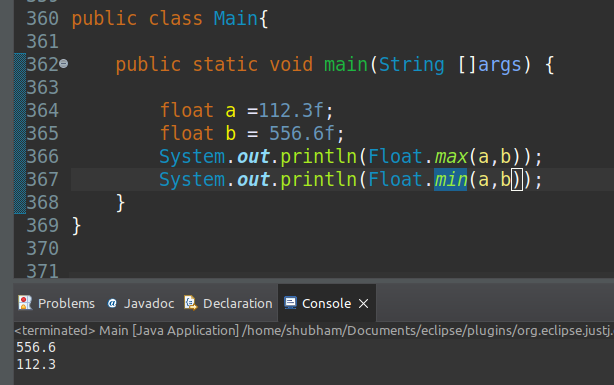 360 public class Main{
361
362 public static void main(String []args) {
363
364 float a =112.3f;
365 float b = 556.6f;
366 System.out.println(Float.max(a,b));
367 System.out.println(Float.min(a,b));
368 }
369 }
370
371
Problems @ Javadoc Declaration Console
<terminated> Main [Java Application] /home/shubham/Documents/eclipse/plugins/org.eclipse.justj.
556.6
112.3